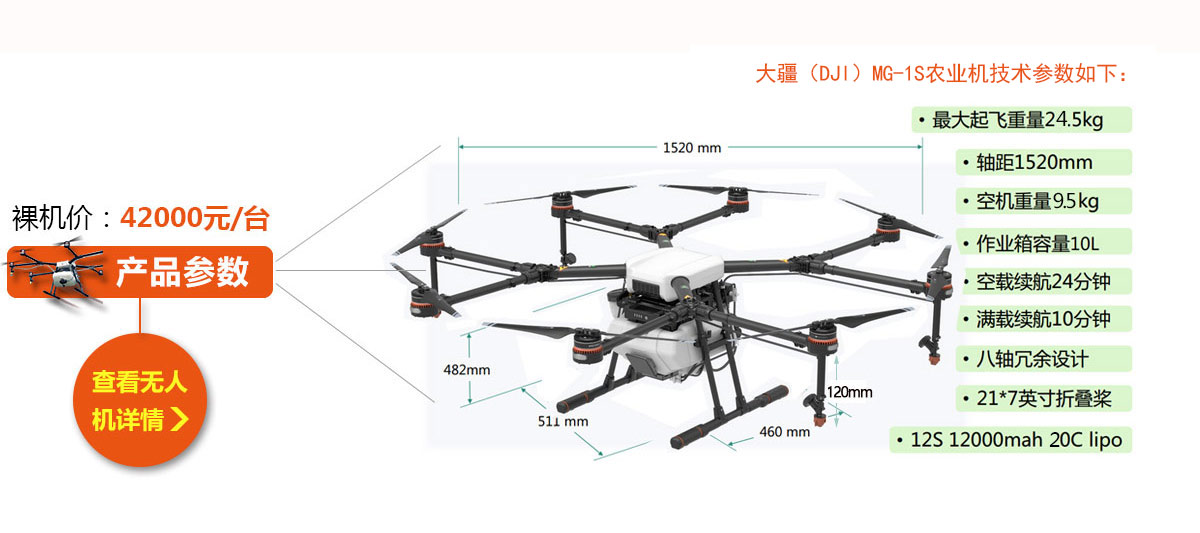 大疆（DJI）MG-1S农业机技术参数如下：
• 最大起飞重量24.5kg
1520 mm
• 轴距1520mm
• 空机重量9.5kg
裸机价：42000元/台
• 作业箱容量10L
产品参数
• 空载续航24分钟
• 满载续航10分钟
• 八轴冗余设计
482mm
查看无人
机详情
120mm
• 21*7英寸折叠桨
511 mm
460 mm
• 12S 12000mah 20C lipo